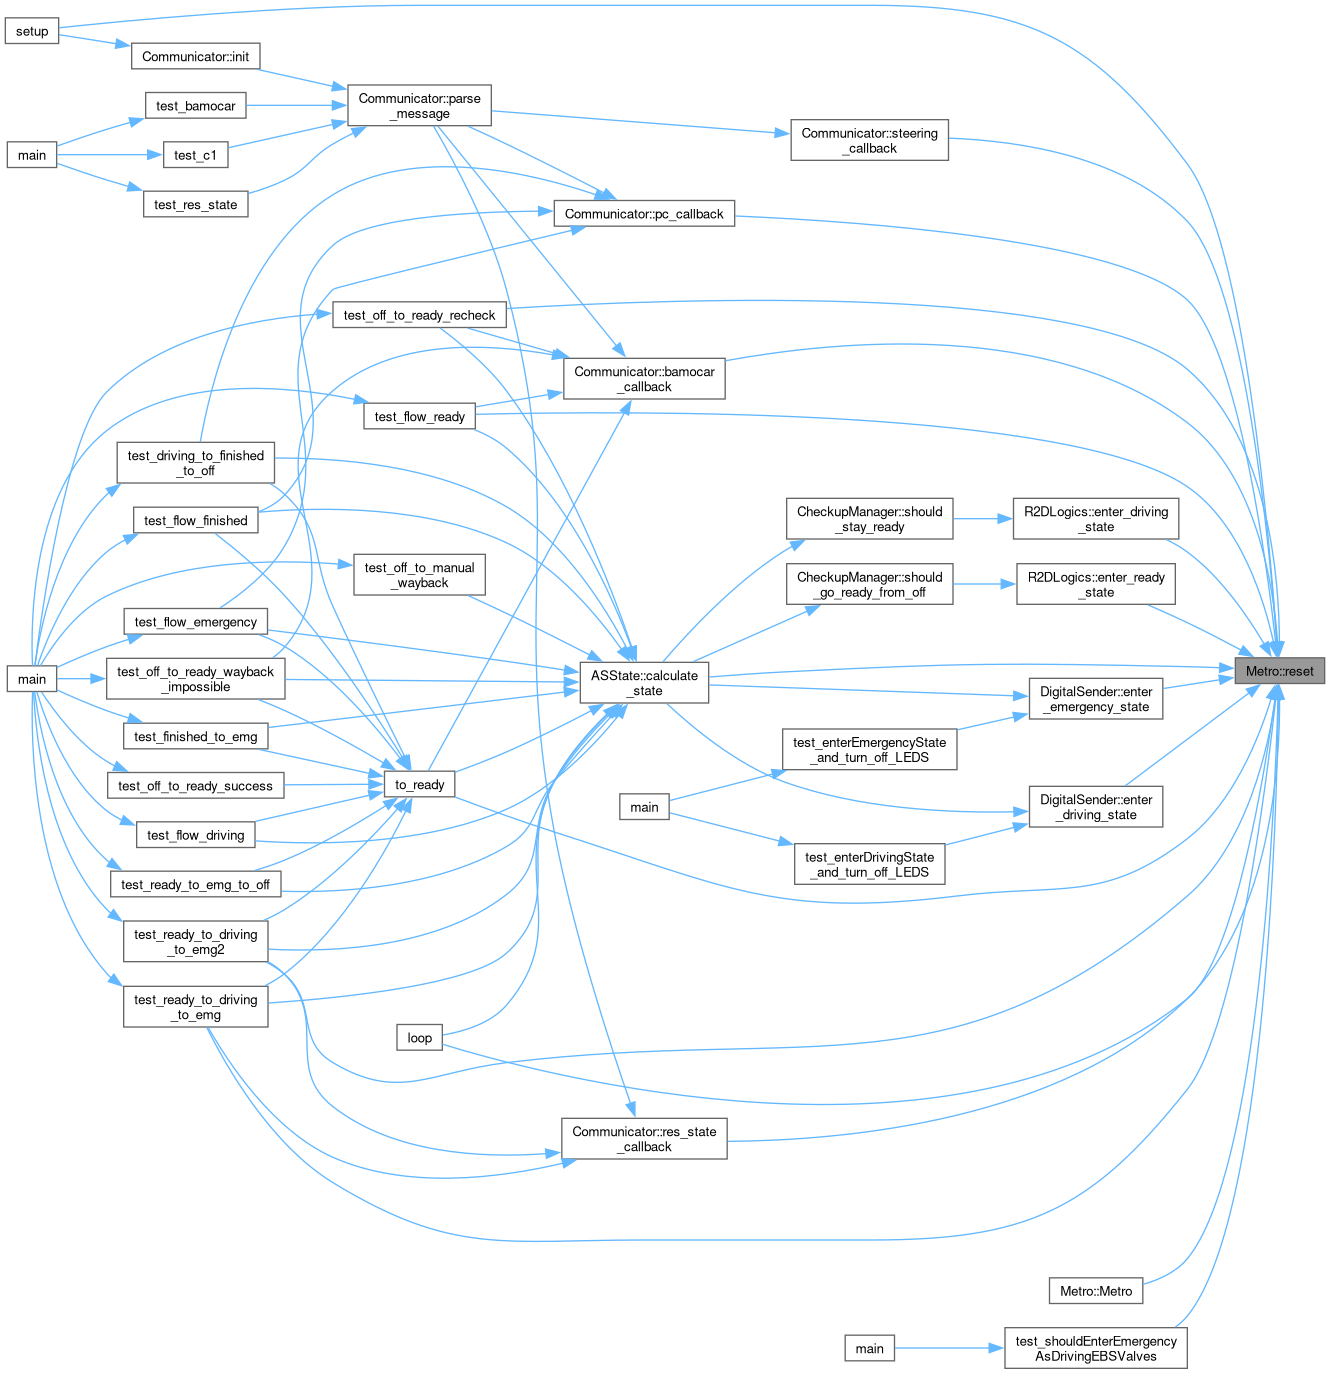 setup
Communicator::init
test_bamocar
Communicator::parse
_message
main
test_c1
test_res_state
Communicator::steering
_callback
Communicator::pc_callback
test_off_to_ready_recheck
Communicator::bamocar
_callback
test_flow_ready
test_driving_to_finished
_to_off
test_flow_finished
CheckupManager::should
_stay_ready
R2DLogics::enter_driving
_state
test_off_to_manual
_wayback
CheckupManager::should
_go_ready_from_off
R2DLogics::enter_ready
_state
test_flow_emergency
main
test_off_to_ready_wayback
_impossible
ASState::calculate
_state
Metro::reset
DigitalSender::enter
_emergency_state
test_finished_to_emg
test_enterEmergencyState
_and_turn_off_LEDS
test_off_to_ready_success
to_ready
main
DigitalSender::enter
_driving_state
test_flow_driving
test_enterDrivingState
_and_turn_off_LEDS
test_ready_to_emg_to_off
test_ready_to_driving
_to_emg2
test_ready_to_driving
_to_emg
loop
Communicator::res_state
_callback
Metro::Metro
main
test_shouldEnterEmergency
AsDrivingEBSValves